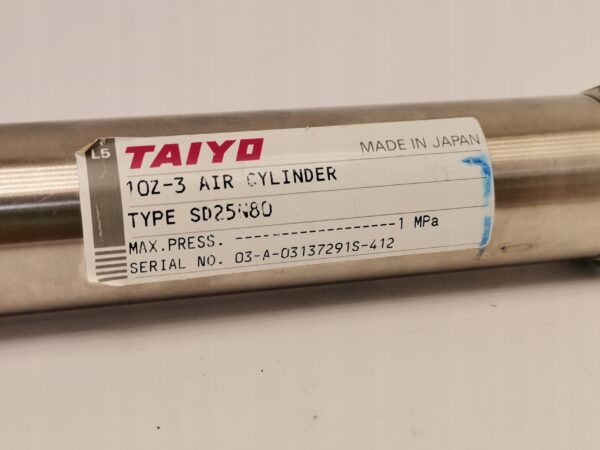 L5 TAIYO MADE IN JAPAN
10Z-3 AIR CYLINDER
TYPE SD25N80
MAX.PRESS. -------------------1 MPa
SERIAL NO. 03-A-03137291S-412